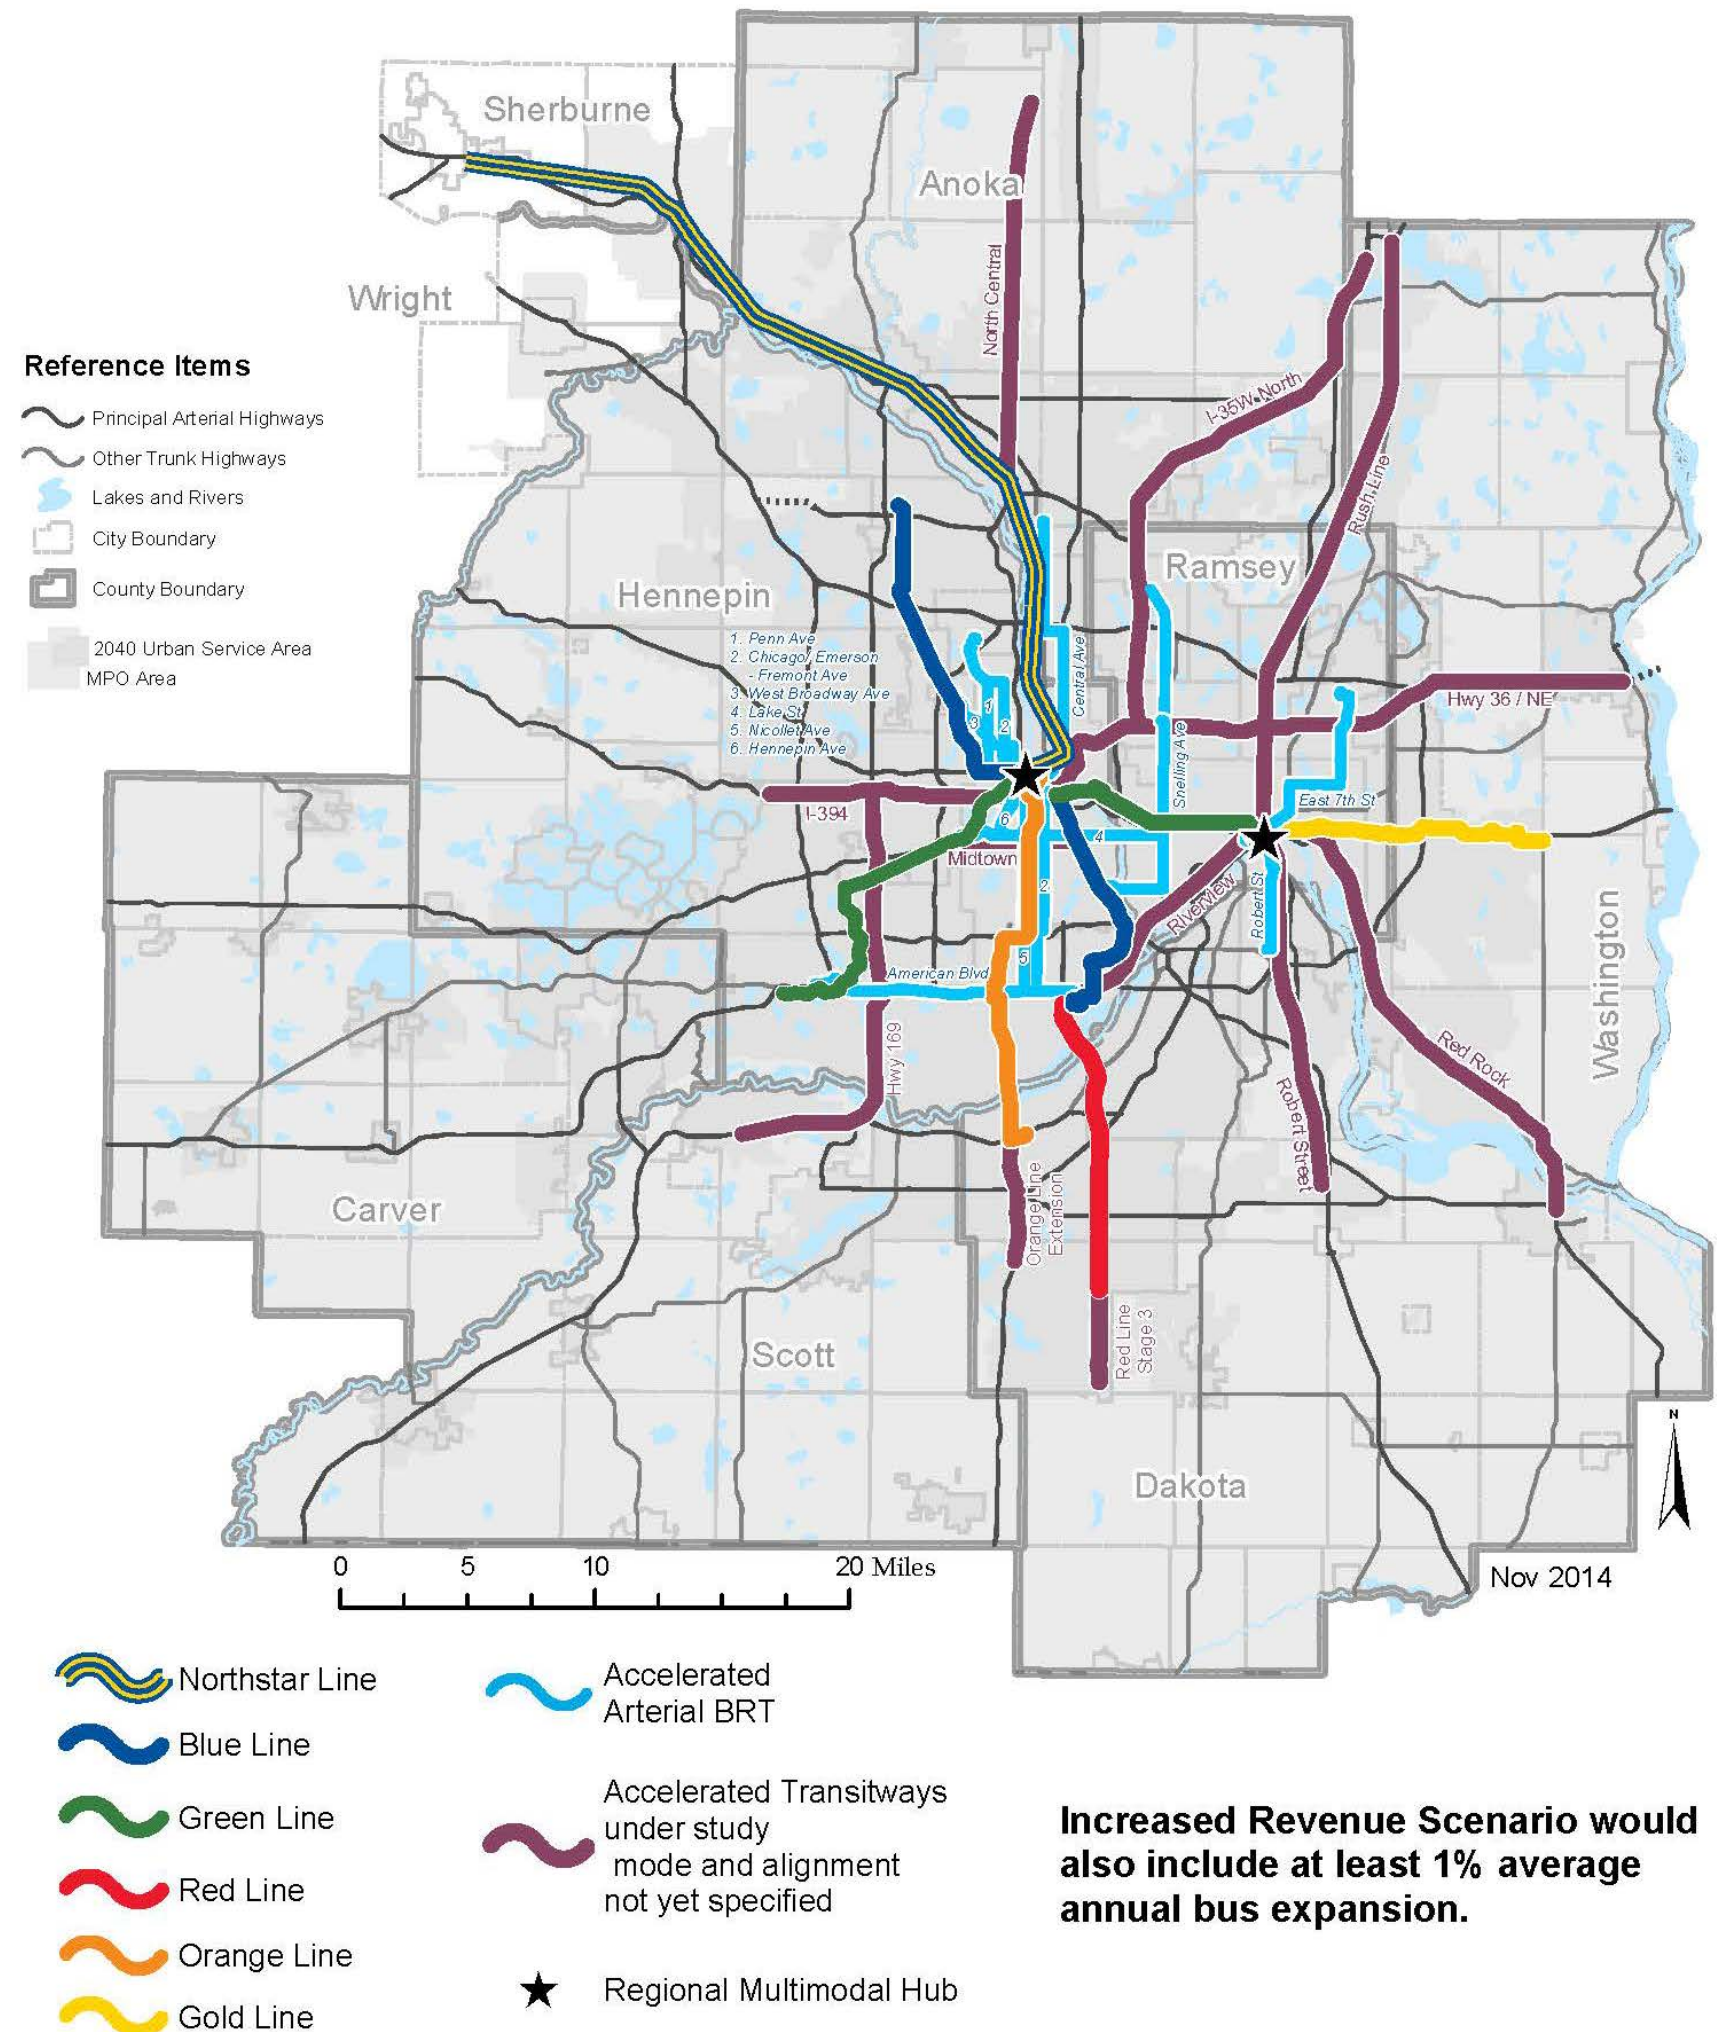 Sherburne
Anoka
Wright
North Central
Reference Items
Principal Arterial Highways
Other Trunk Highways
Lakes and Rivers
City Boundary
County Boundary
2040 Urban Service Area
MPO Area
I-35W North
Rush Line
Ramsey
Hennepin
1. Penn Ave
2. Chicago/ Emerson
- Fremont Ave
3. West Broadway Ave
4. Lake St
5. Nicollet Ave
6. Hennepin Ave
1
2
3
Central Ave
Hwy 36 / NE
Snelling Ave
I-394
6
4
East 7th St
Midtown
2
Riverview
Robert St
5
American Blvd
Washington
Hwy 169
Red Rock
Robert Street
Orange Line
Extension
Carver
Red Line
Stage 3
Scott
Dakota
N
Nov 2014
0 5 10 20 Miles
Northstar Line
Blue Line
Green Line
Red Line
Orange Line
Gold Line
Accelerated
Arterial BRT
Accelerated Transitways
under study
mode and alignment
not yet specified
Regional Multimodal Hub
Increased Revenue Scenario would
also include at least 1% average
annual bus expansion.